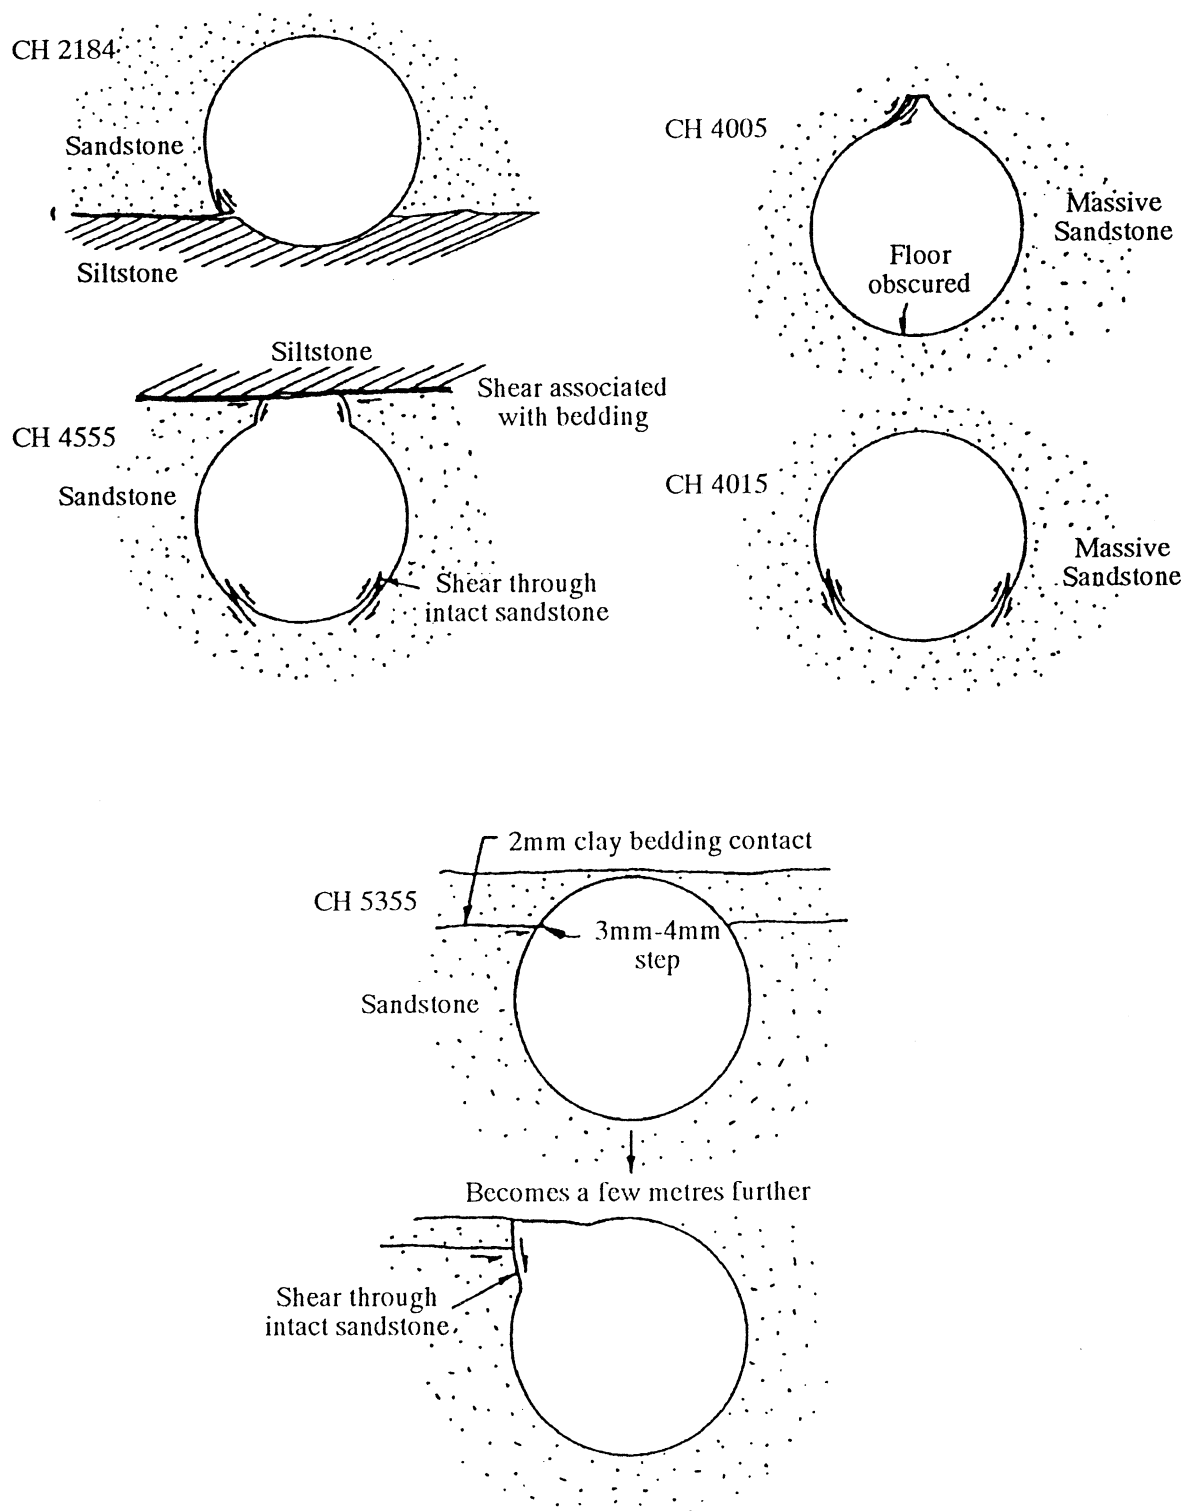 CH 2184
Sandstone
Siltstone
CH 4005
Massive
Sandstone
Floor
obscured
Siltstone
Shear associated
with bedding
CH 4555
Sandstone
Shear through
intact sandstone
CH 4015
Massive
Sandstone
2mm clay bedding contact
CH 5355
3mm-4mm
step
Sandstone
Becomes a few metres further
Shear through
intact sandstone